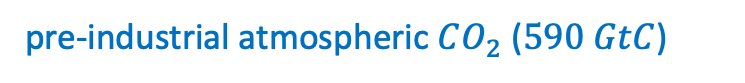 pre-industrial atmospheric CO₂ (590 GtC)